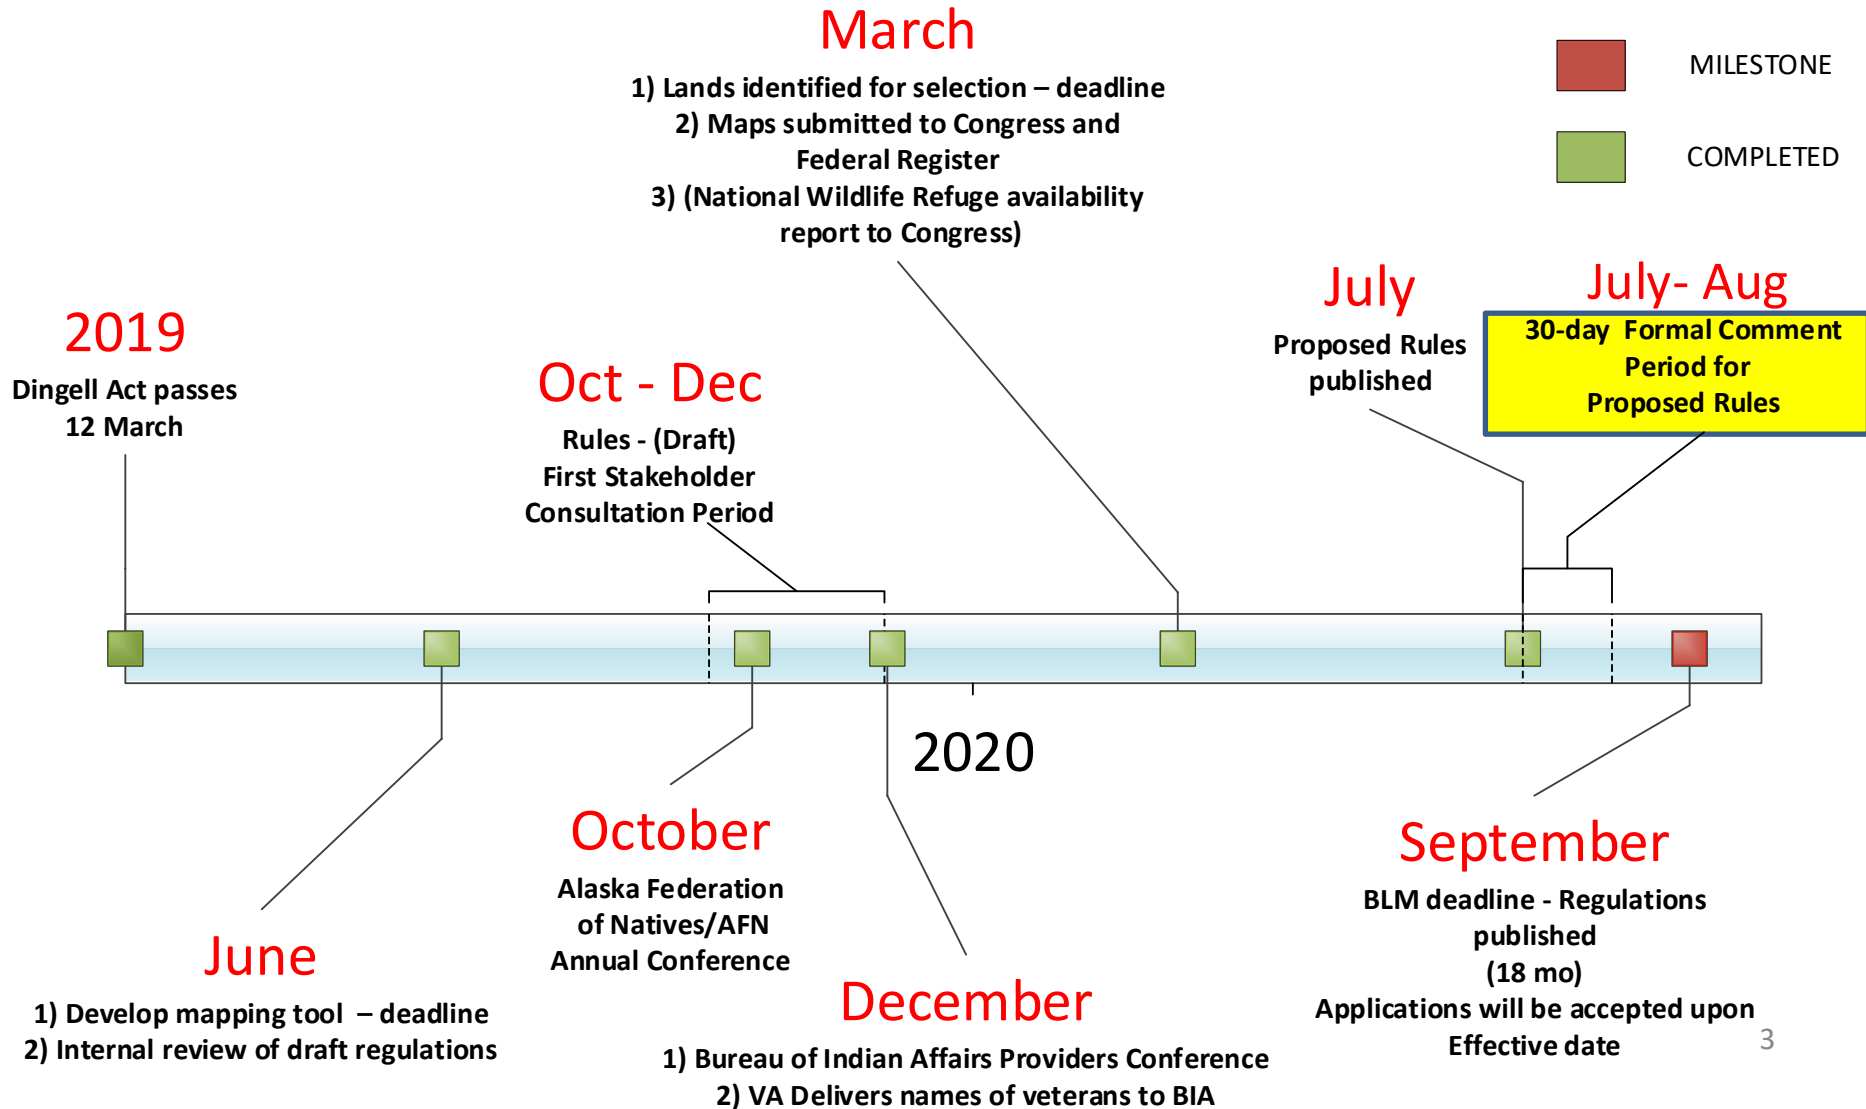 March
1) Lands identified for selection – deadline
2) Maps submitted to Congress and
Federal Register
3) (National Wildlife Refuge availability
report to Congress)
MILESTONE
COMPLETED
2019
Dingell Act passes
12 March
Oct - Dec
Rules - (Draft)
First Stakeholder
Consultation Period
July
Proposed Rules
published
July- Aug
30-day  Formal Comment
Period for
Proposed Rules
2020
June
1) Develop mapping tool  – deadline
2) Internal review of draft regulations
October
Alaska Federation
of Natives/AFN
Annual Conference
December
1) Bureau of Indian Affairs Providers Conference
2) VA Delivers names of veterans to BIA
September
BLM deadline - Regulations
published
(18 mo)
Applications will be accepted upon
Effective date
3